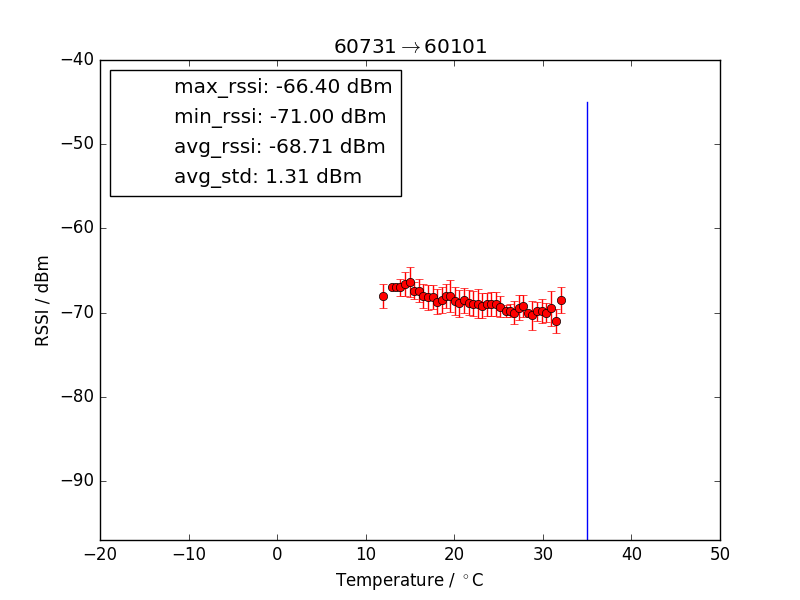 60731→60101
max_rssi: -66.40 dBm
min_rssi: -71.00 dBm
avg_rssi: -68.71 dBm
avg_std: 1.31 dBm
RSSI / dBm
−40
−50
−60
−70
−80
−90
−20 −10 0 10 20 30 40 50
Temperature / °C